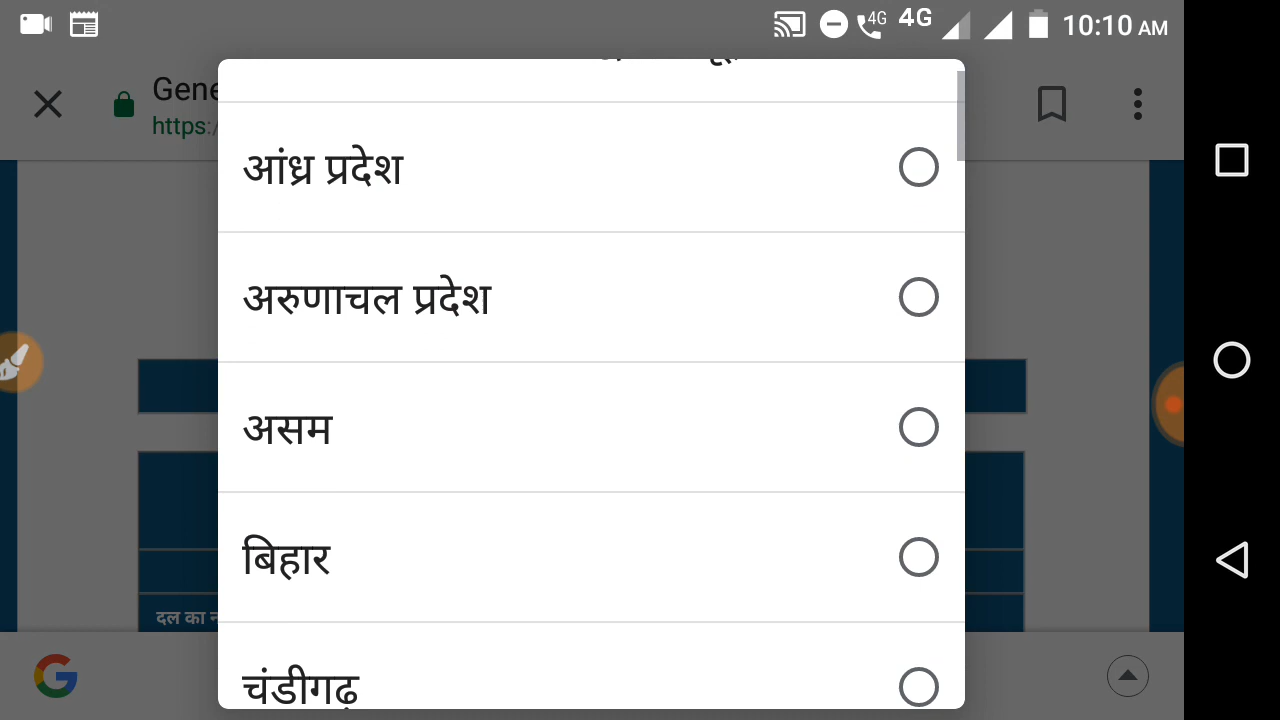 4G
4G
10:10 AM
Gene
https:/
आंध्र प्रदेश
अरुणाचल प्रदेश
असम
बिहार
दल का
चंडीगढ़